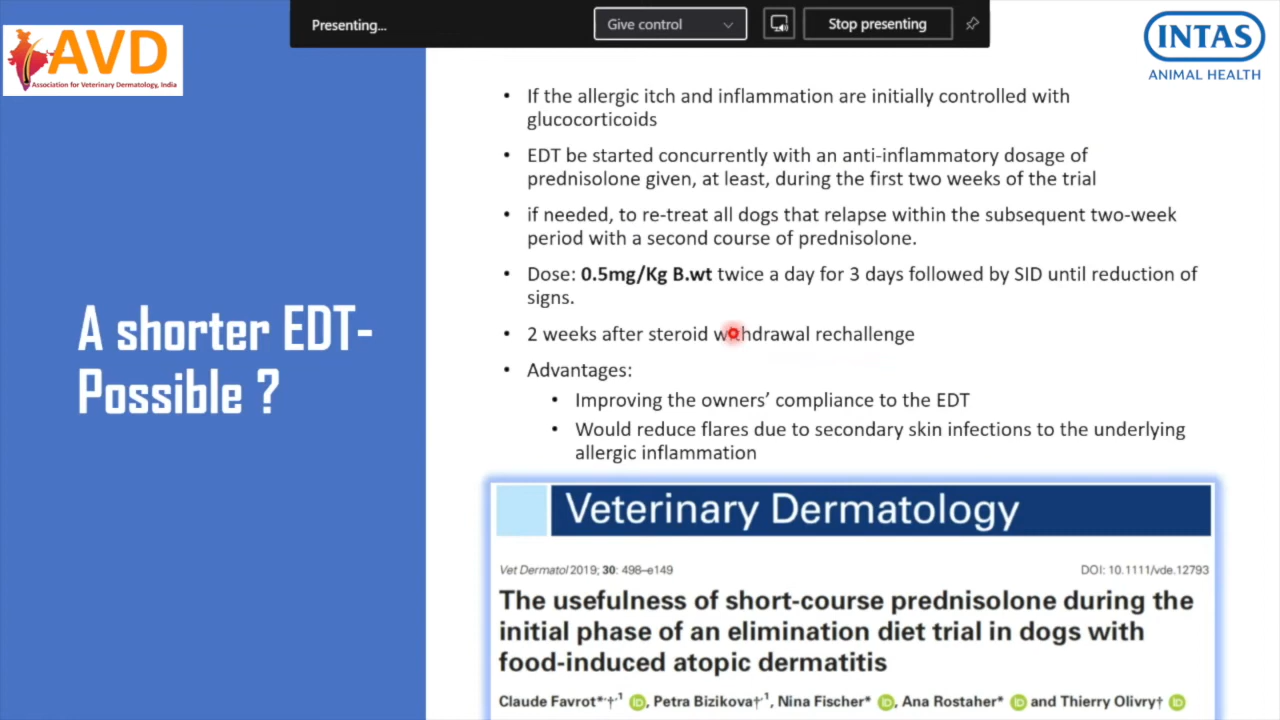 Presenting...
Give control
Stop presenting
AVD
Association for Veterinary Dermatology, India
INTAS
ANIMAL HEALTH
A shorter EDT-
Possible ?
• If the allergic itch and inflammation are initially controlled with
glucocorticoids
• EDT be started concurrently with an anti-inflammatory dosage of
prednisolone given, at least, during the first two weeks of the trial
• if needed, to re-treat all dogs that relapse within the subsequent two-week
period with a second course of prednisolone.
• Dose: 0.5mg/Kg B.wt twice a day for 3 days followed by SID until reduction of
signs.
• 2 weeks after steroid withdrawal rechallenge
• Advantages:
• Improving the owners' compliance to the EDT
• Would reduce flares due to secondary skin infections to the underlying
allergic inflammation
Veterinary Dermatology
Vet Dermatol 2019; 30: 498–e149
DOI: 10.1111/vde.12793
The usefulness of short-course prednisolone during the
initial phase of an elimination diet trial in dogs with
food-induced atopic dermatitis
Claude Favrot*,†,1 iD, Petra Bizikova†,1, Nina Fischer* iD, Ana Rostaher* iD and Thierry Olivry† iD